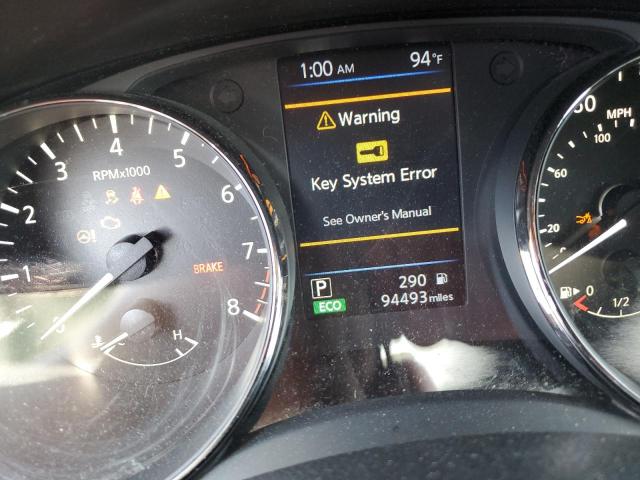 1:00 AM 94°F
Warning
Key System Error
See Owner's Manual
P 290
ECO 94493 miles
1 2 3 4 5 6 7 8
RPMx1000
BRAKE
H
MPH
100
60
20
0
1/2